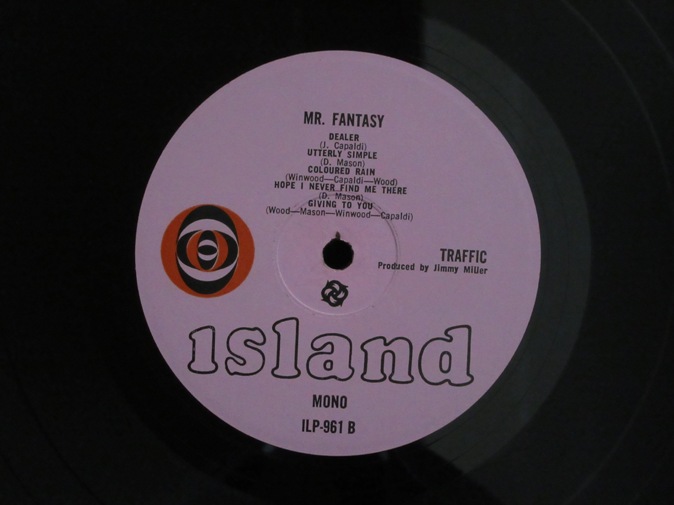 MR. FANTASY
DEALER
(J. Capaldi)
UTTERLY SIMPLE
(D. Mason)
COLOURED RAIN
(Winwood—Capaldi—Wood)
HOPE I NEVER FIND ME THERE
(D. Mason)
GIVING TO YOU
(Wood—Mason—Winwood—Capaldi)
TRAFFIC
Produced by Jimmy Miller
island
MONO
ILP-961 B